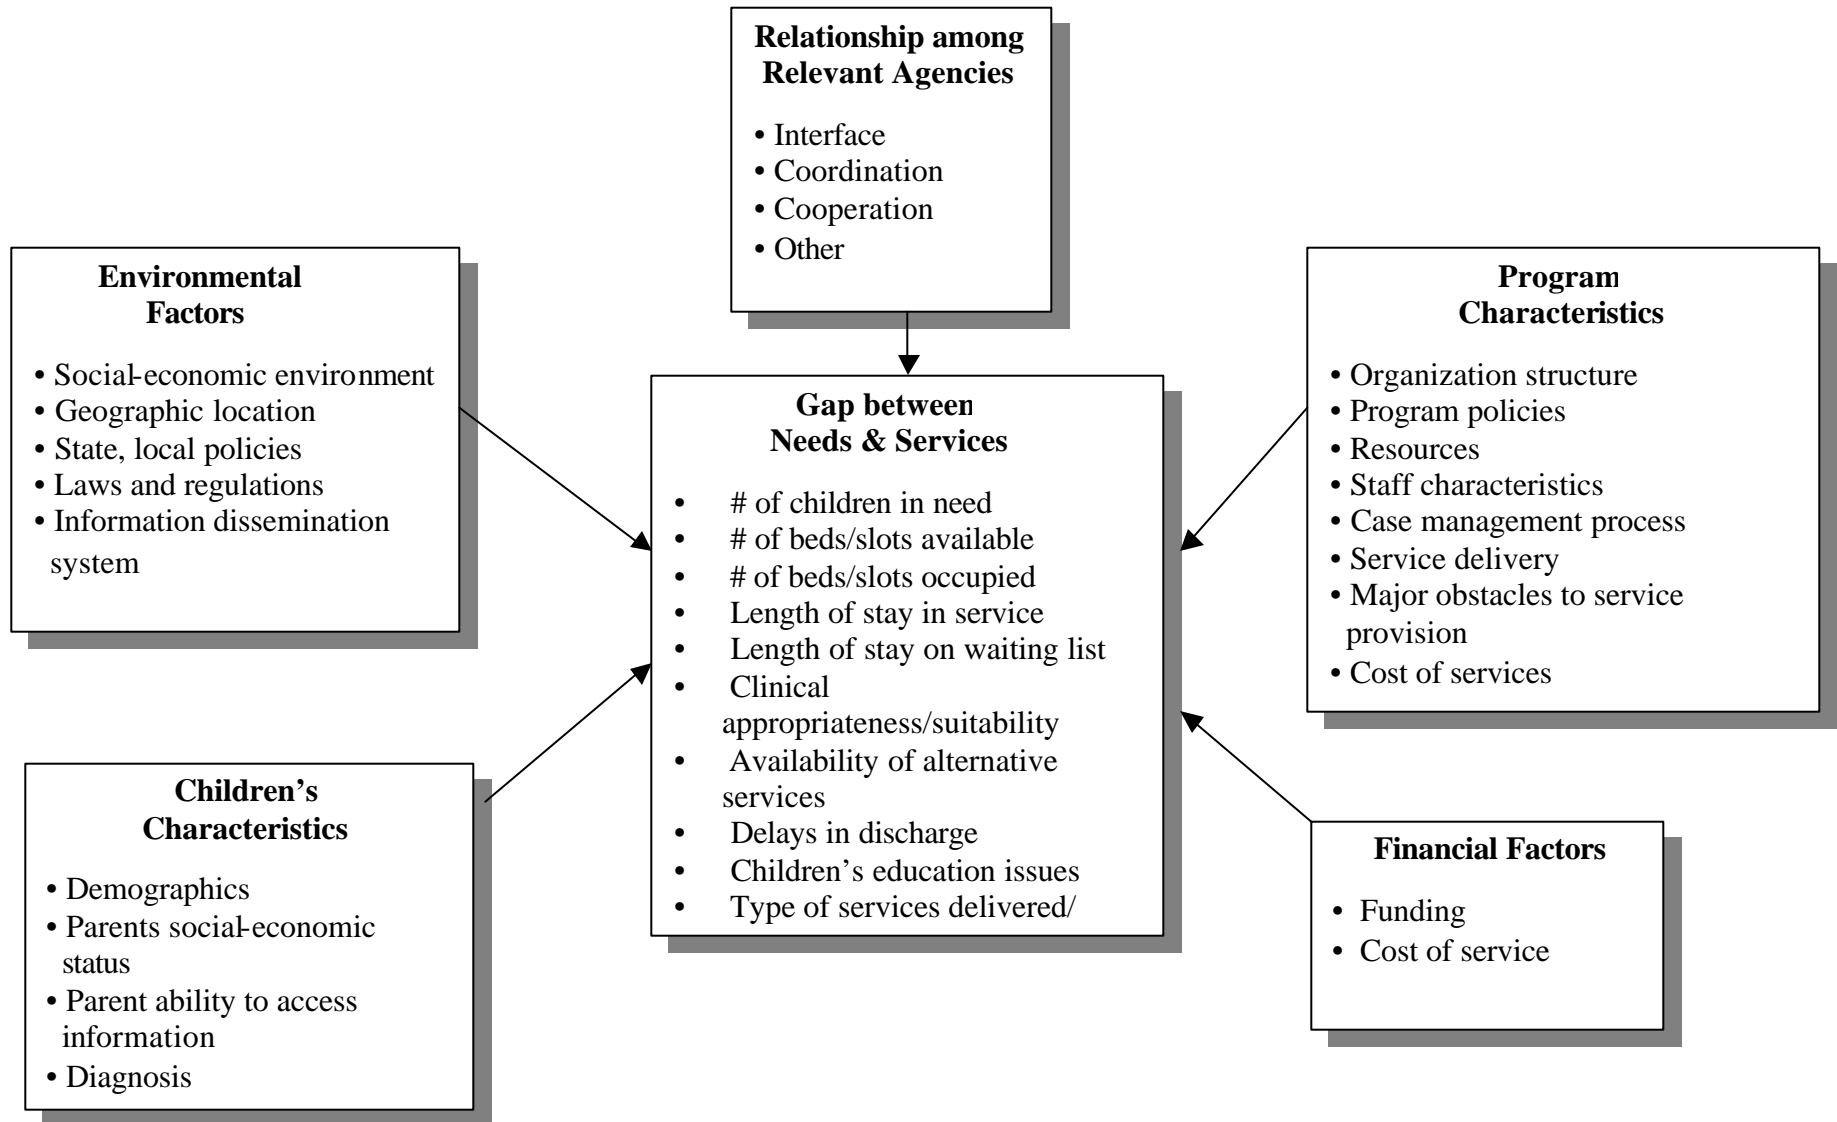 Relationship among
Relevant Agencies
• Interface
• Coordination
• Cooperation
• Other
Environmental
Factors
• Social-economic environment
• Geographic location
• State, local policies
• Laws and regulations
• Information dissemination
system
Program
Characteristics
• Organization structure
• Program policies
• Resources
• Staff characteristics
• Case management process
• Service delivery
• Major obstacles to service
provision
• Cost of services
Gap between
Needs & Services
• # of children in need
• # of beds/slots available
• # of beds/slots occupied
• Length of stay in service
• Length of stay on waiting list
• Clinical
appropriateness/suitability
• Availability of alternative
services
• Delays in discharge
• Children’s education issues
• Type of services delivered/
Children’s
Characteristics
• Demographics
• Parents social-economic
status
• Parent ability to access
information
• Diagnosis
Financial Factors
• Funding
• Cost of service